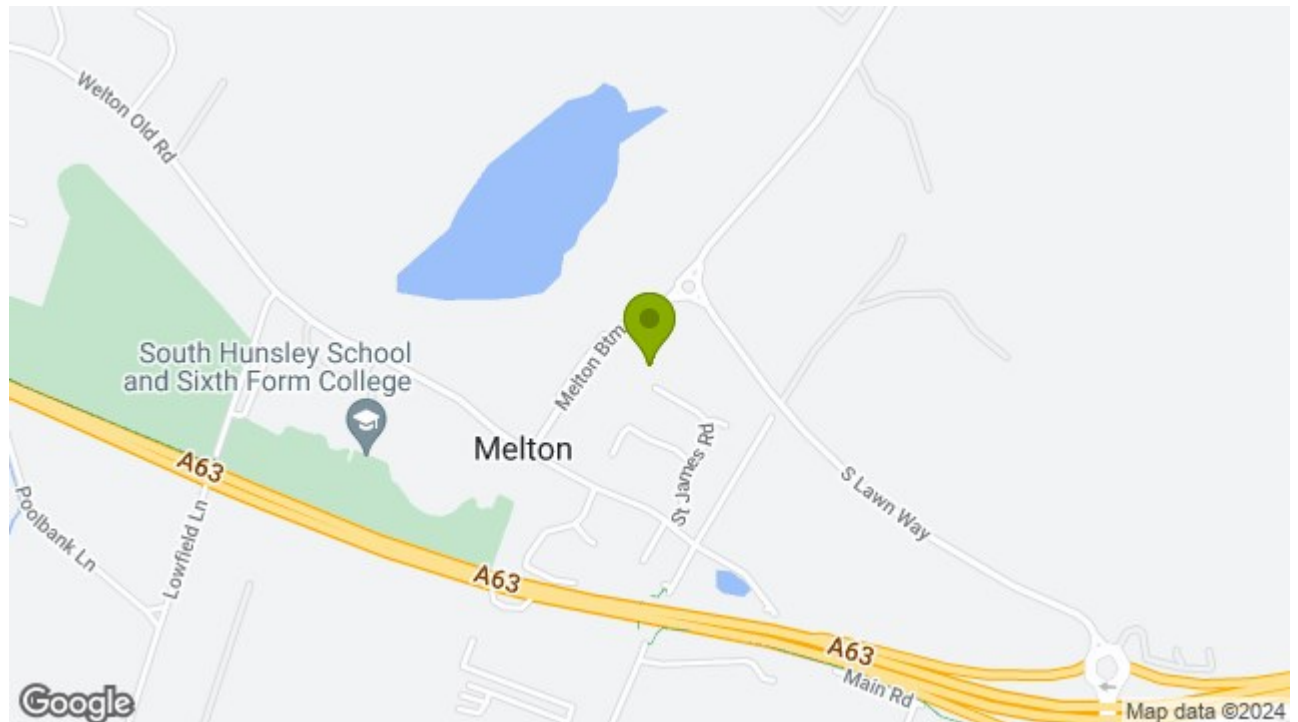 Welton Old Rd
Melton Btm
South Hunsley School
and Sixth Form College
Melton
St James Rd
S Lawn Way
A63
Poolbank Ln
Lowfield Ln
A63
A63
Main Rd
Google
Map data ©2024